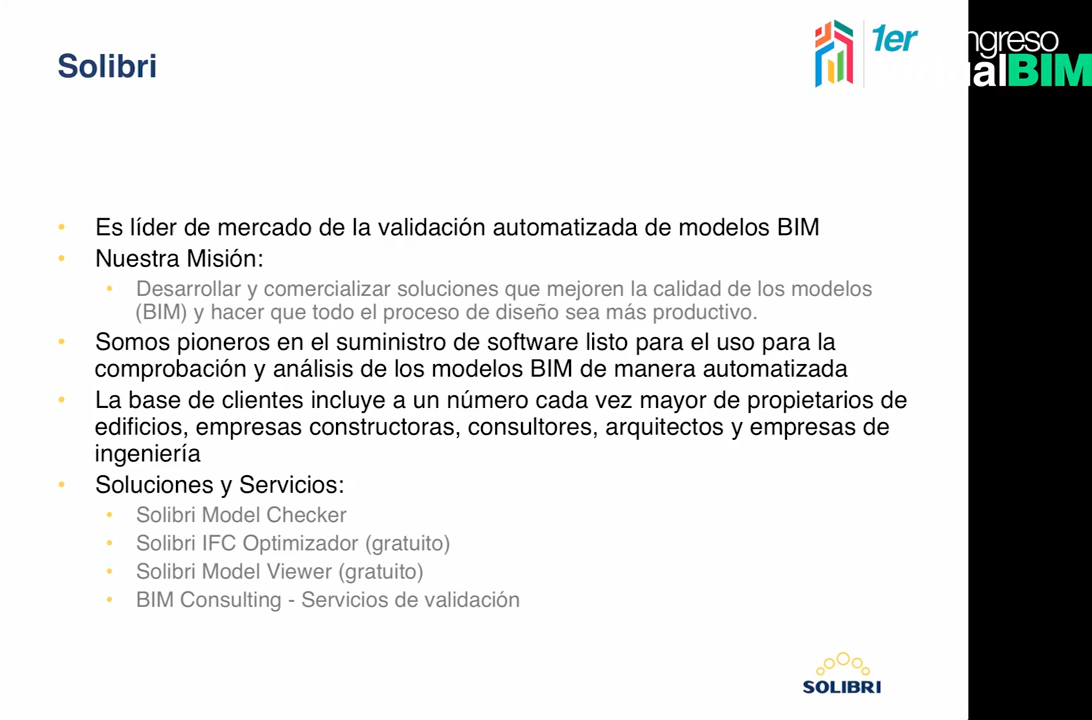 Solibri
1er
ngreso
alBIM
• Es líder de mercado de la validación automatizada de modelos BIM
• Nuestra Misión:
• Desarrollar y comercializar soluciones que mejoren la calidad de los modelos
(BIM) y hacer que todo el proceso de diseño sea más productivo.
• Somos pioneros en el suministro de software listo para el uso para la
comprobación y análisis de los modelos BIM de manera automatizada
• La base de clientes incluye a un número cada vez mayor de propietarios de
edificios, empresas constructoras, consultores, arquitectos y empresas de
ingeniería
• Soluciones y Servicios:
• Solibri Model Checker
• Solibri IFC Optimizador (gratuito)
• Solibri Model Viewer (gratuito)
• BIM Consulting - Servicios de validación
SOLIBRI